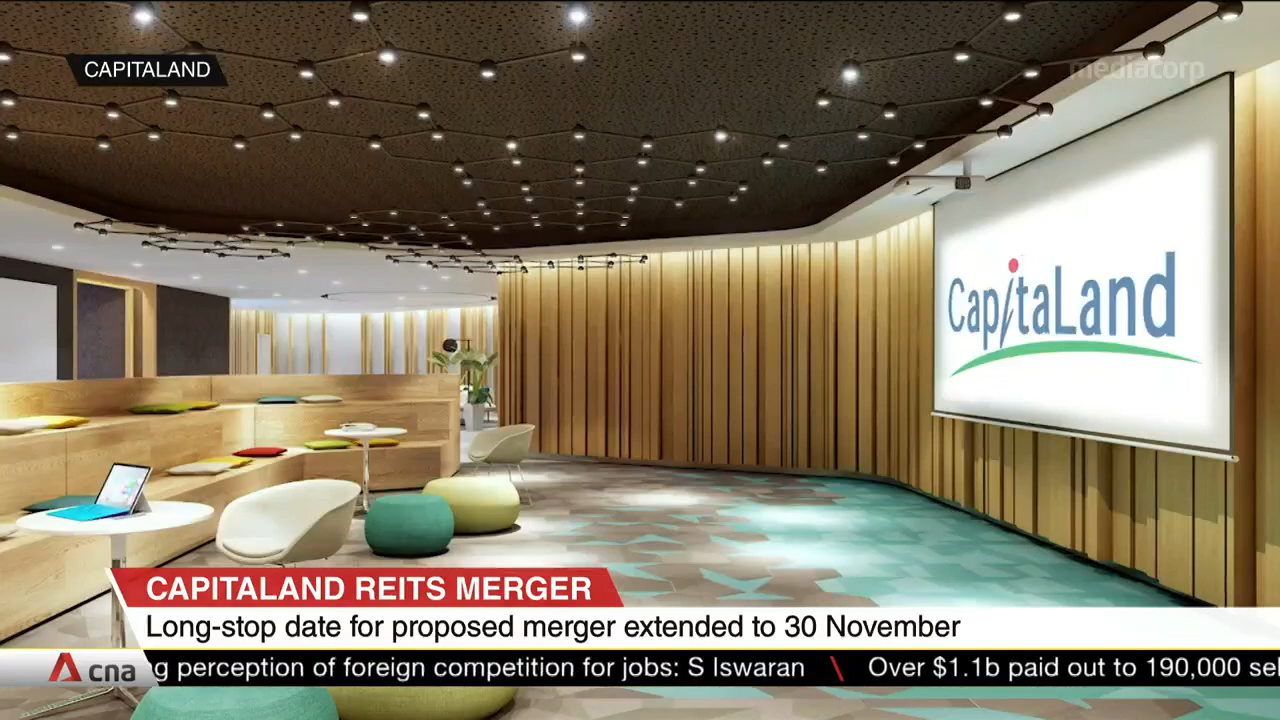 CAPITALAND
mediacorp
CapitaLand
CAPITALAND REITS MERGER
Long-stop date for proposed merger extended to 30 November
cna
g perception of foreign competition for jobs: S Iswaran \ Over $1.1b paid out to 190,000 sel